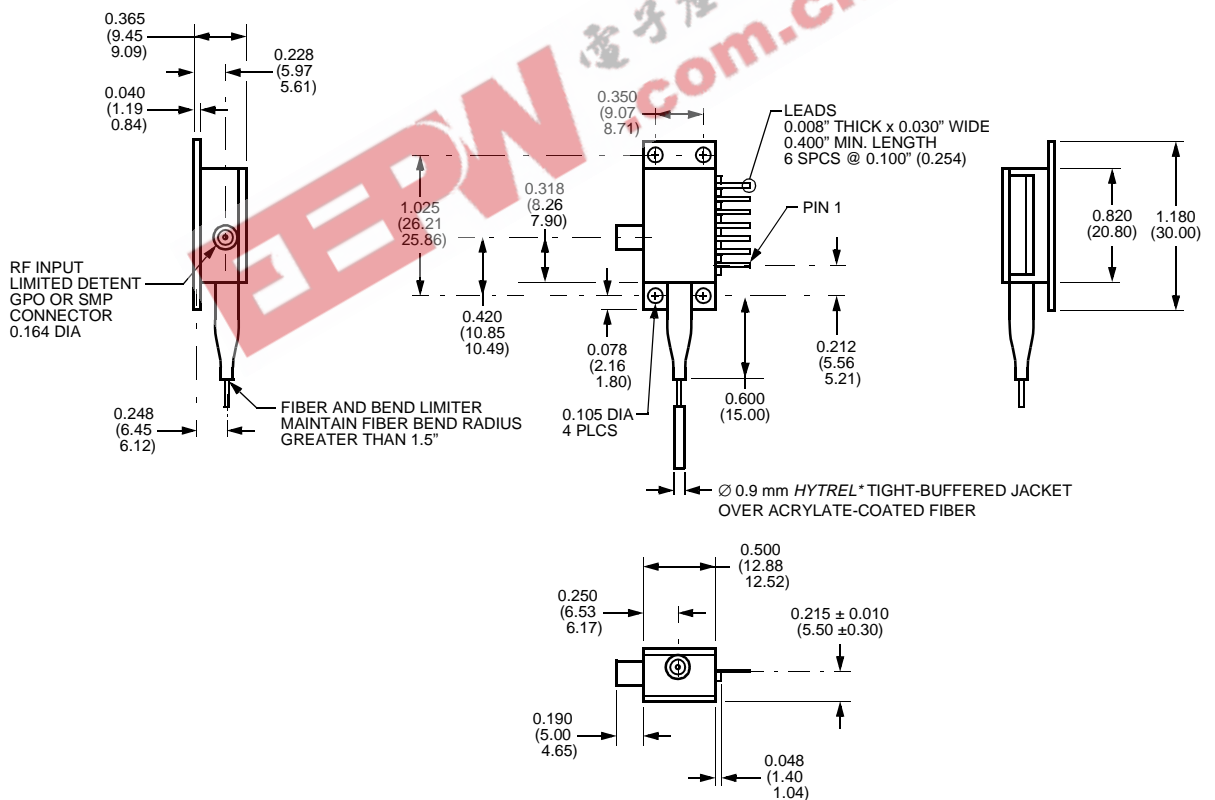 0.365
(9.45
9.09)
0.228
(5.97
5.61)
0.040
(1.19
0.84)
RF INPUT
LIMITED DETENT
GPO OR SMP
CONNECTOR
0.164 DIA
0.248
(6.45
6.12)
FIBER AND BEND LIMITER
MAINTAIN FIBER BEND RADIUS
GREATER THAN 1.5”
EEPW
電子產
.com.c
0.350
(9.07
8.71)
LEADS
0.008” THICK x 0.030” WIDE
0.400” MIN. LENGTH
6 SPCS @ 0.100” (0.254)
1.025
(26.21
25.86)
0.318
(8.26
7.90)
PIN 1
0.420
(10.85
10.49)
0.078
(2.16
1.80)
0.212
(5.56
5.21)
0.600
(15.00)
0.105 DIA
4 PLCS
Ø 0.9 mm HYTREL* TIGHT-BUFFERED JACKET
OVER ACRYLATE-COATED FIBER
0.820
(20.80)
1.180
(30.00)
0.500
(12.88
12.52)
0.250
(6.53
6.17)
0.215 ± 0.010
(5.50 ±0.30)
0.190
(5.00
4.65)
0.048
(1.40
1.04)